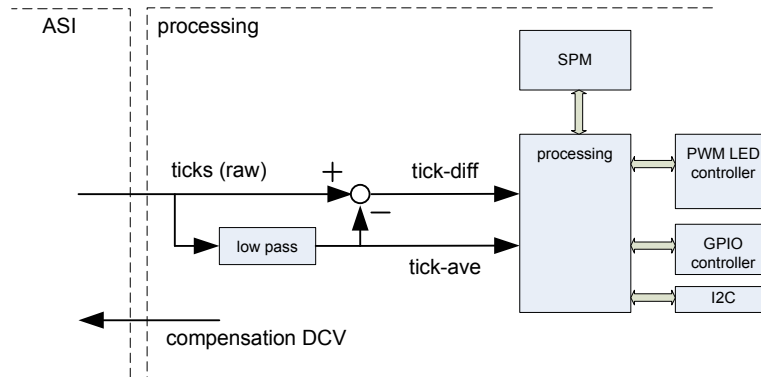 ASI
processing
SPM
processing
PWM LED
controller
ticks (raw)
+
tick-diff
−
low pass
tick-ave
GPIO
controller
I2C
compensation DCV